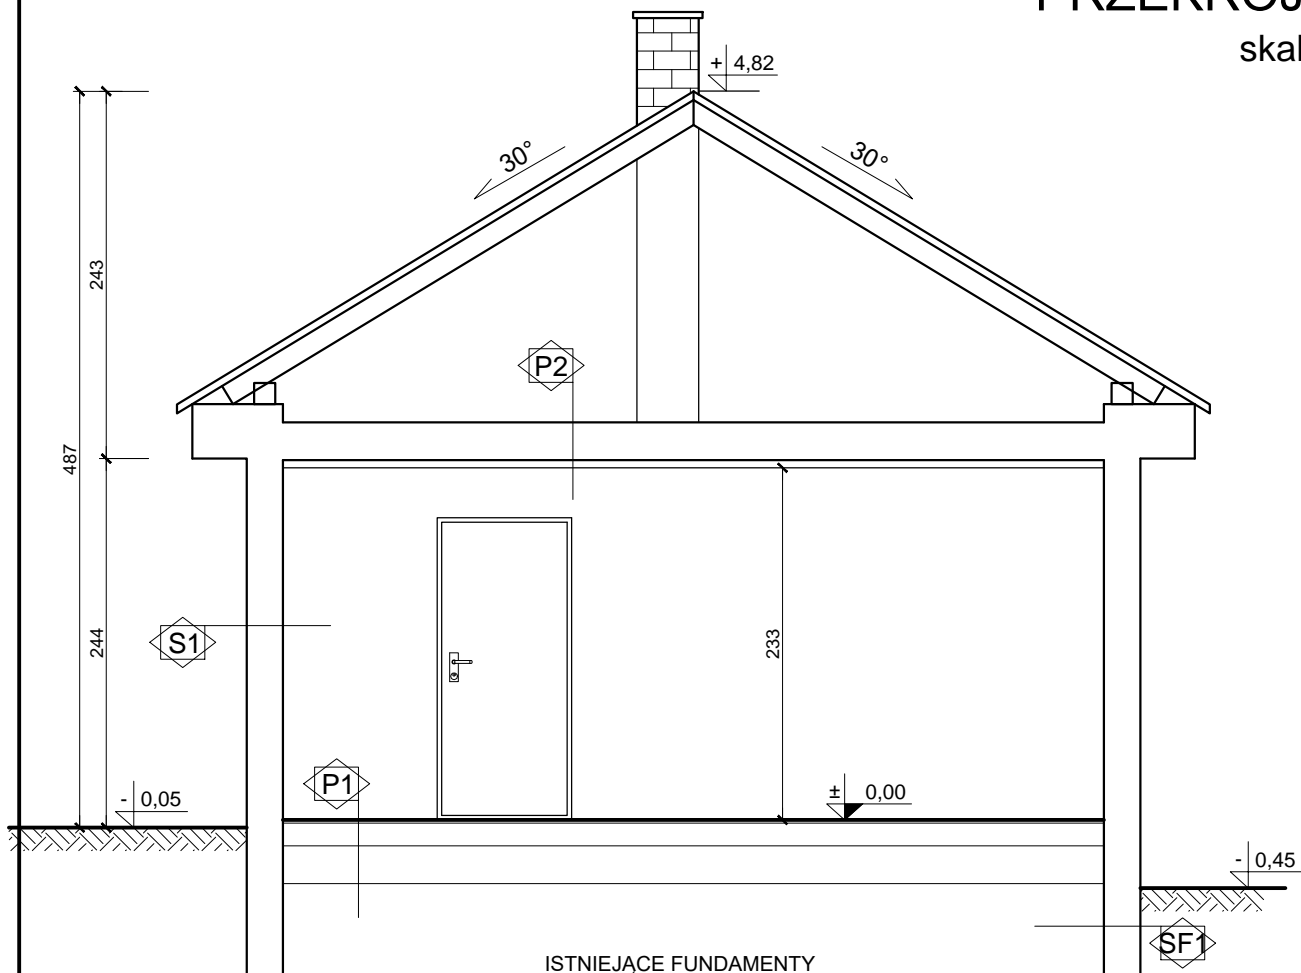 PRZEKRÓJ
skal
+ 4,82
30°
30°
243
P2
487
244
S1
233
P1
- 0,05
± 0,00
- 0,45
SF1
ISTNIEJĄCE FUNDAMENTY